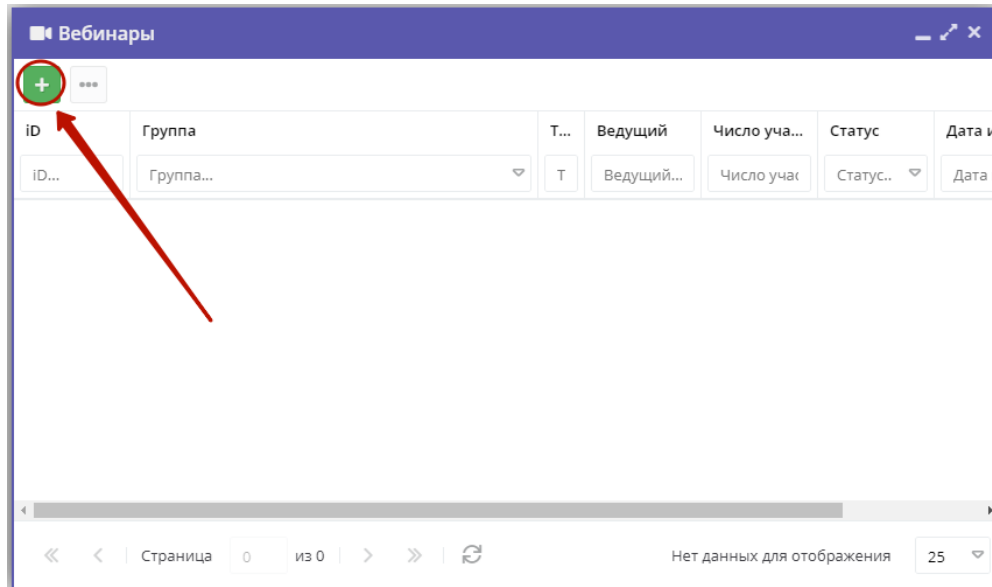 Вебинары
+ •••
iD Группа Т... Ведущий Число уча... Статус Дата и
iD... Группа... Т Ведущий... Число учас Статус.. Дата
Страница 0 из 0 Нет данных для отображения 25